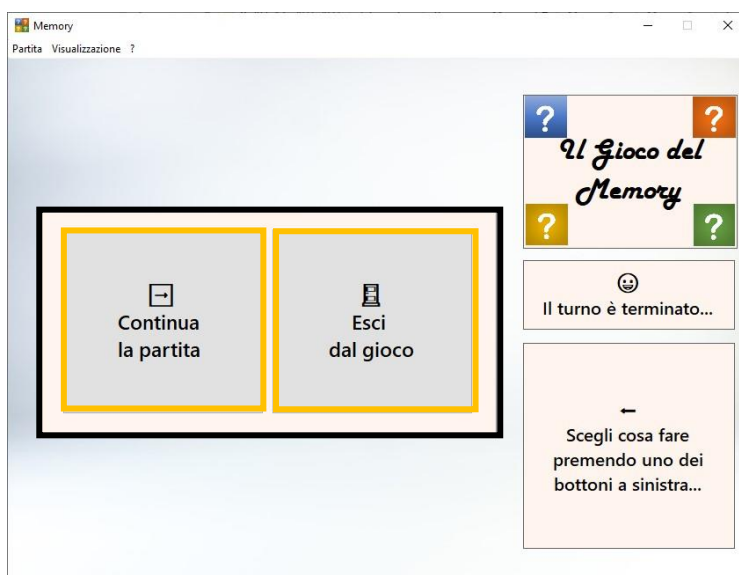 Memory
Partita Visualizzazione ?
? ?
Il Gioco del
Memory
? ?
Continua
la partita
Esci
dal gioco
Il turno è terminato...
Scegli cosa fare
premendo uno dei
bottoni a sinistra...